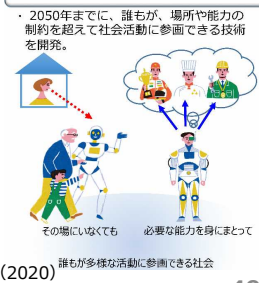 ・ 2050年までに、誰もが、場所や能力の
制約を超えて社会活動に参画できる技術
を開発。
その場にいなくても
必要な能力を身にまとって
誰もが多様な活動に参画できる社会
(2020)